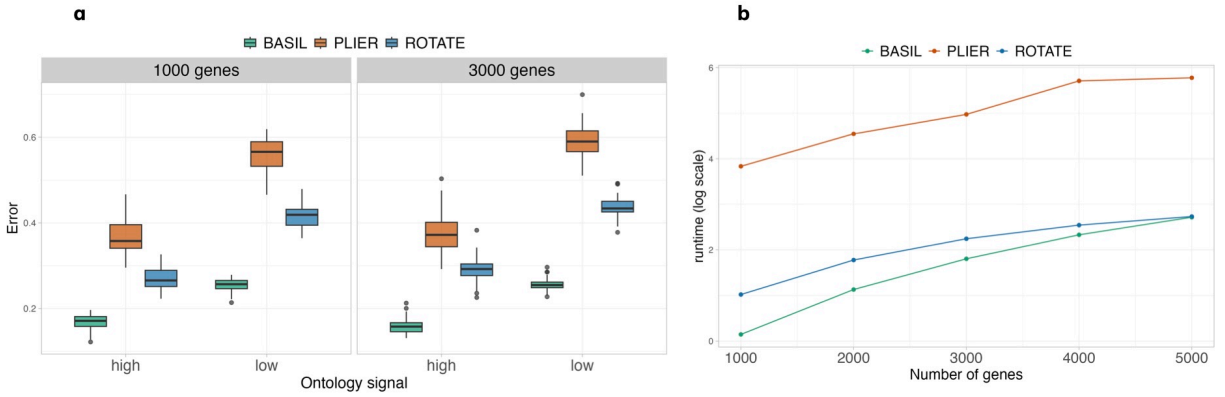 a
BASIL PLIER ROTATE
1000 genes
3000 genes
0.6
0.4
0.2
Error
high low
high low
Ontology signal
b
BASIL PLIER ROTATE
6
4
2
0
runtime (log scale)
1000 2000 3000 4000 5000
Number of genes